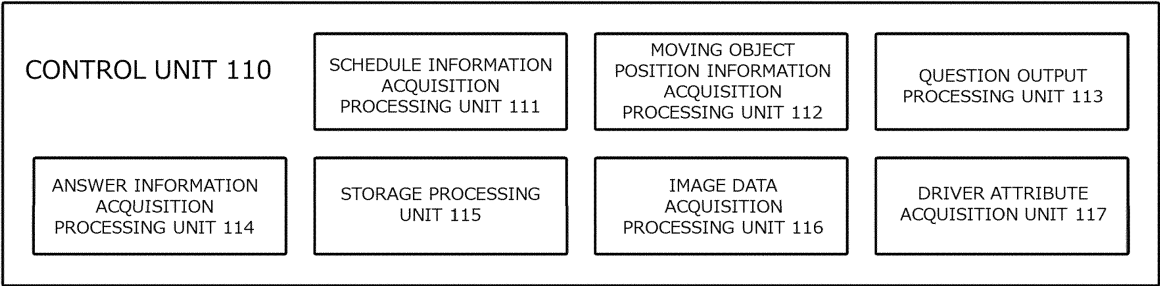 CONTROL UNIT 110
SCHEDULE INFORMATION
ACQUISITION
PROCESSING UNIT 111
MOVING OBJECT
POSITION INFORMATION
ACQUISITION
PROCESSING UNIT 112
QUESTION OUTPUT
PROCESSING UNIT 113
ANSWER INFORMATION
ACQUISITION
PROCESSING UNIT 114
STORAGE PROCESSING
UNIT 115
IMAGE DATA
ACQUISITION
PROCESSING UNIT 116
DRIVER ATTRIBUTE
ACQUISITION UNIT 117